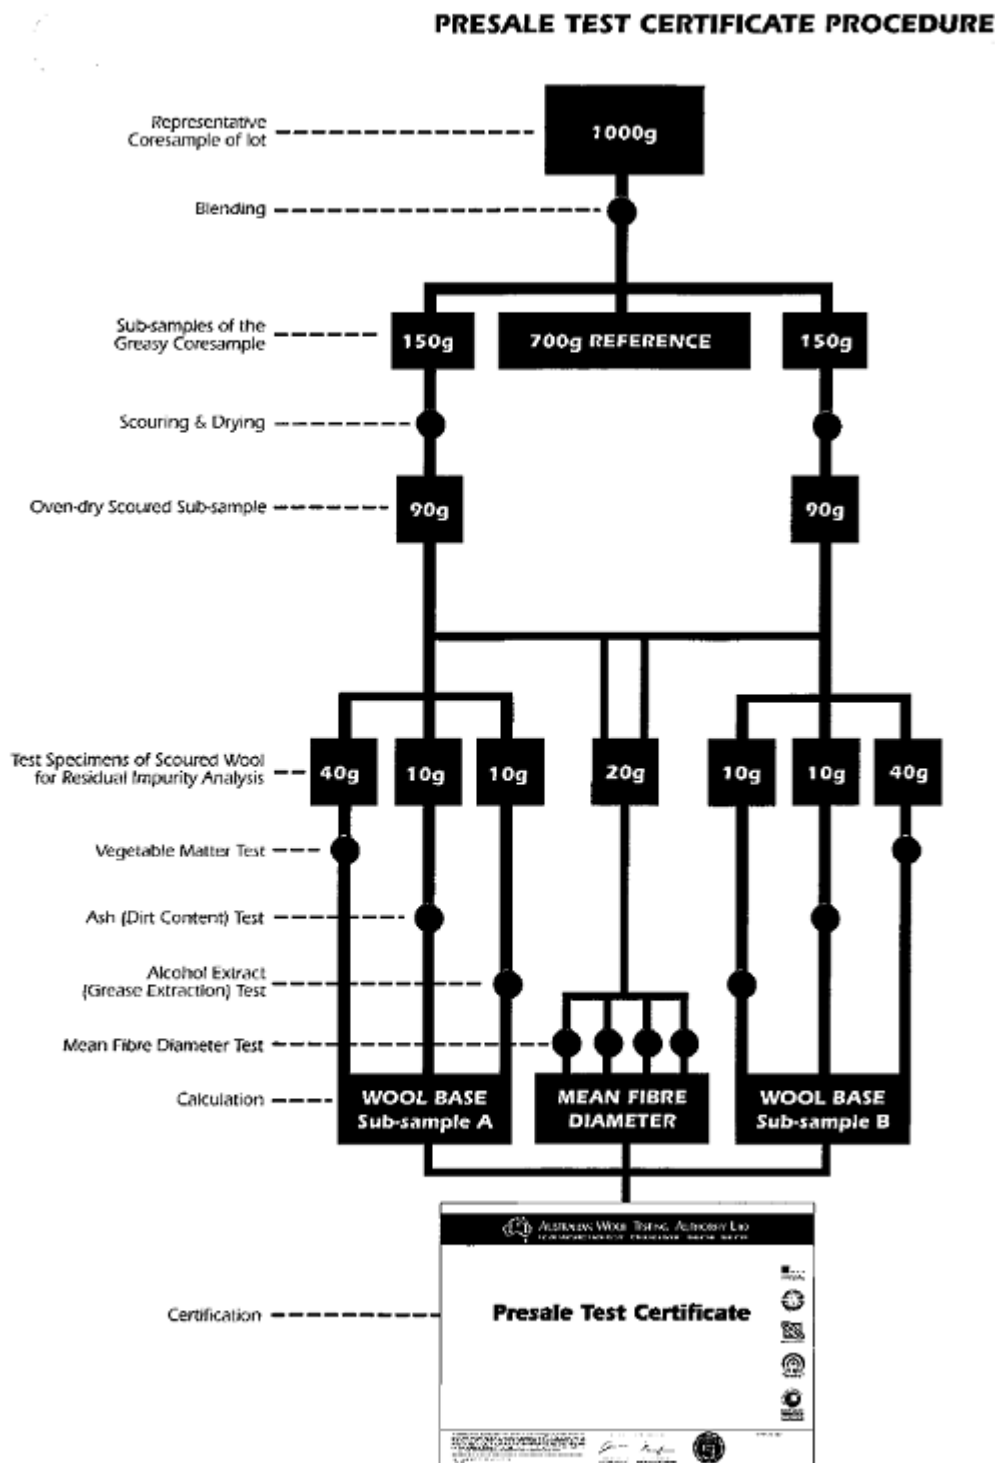 PRESALE TEST CERTIFICATE PROCEDURE
Representative
Coresample of lot
1000g
Blending
Sub-samples of the
Greasy Coresample
150g
700g REFERENCE
150g
Scouring & Drying
Oven-dry Scoured Sub-sample
90g
90g
Test Specimens of Scoured Wool
for Residual Impurity Analysis
40g
10g
10g
20g
10g
10g
40g
Vegetable Matter Test
Ash (Dirt Content) Test
Alcohol Extract
(Grease Extraction) Test
Mean Fibre Diameter Test
Calculation
WOOL BASE
Sub-sample A
MEAN FIBRE
DIAMETER
WOOL BASE
Sub-sample B
AUSTRALIAN WOOL TESTING AUTHORITY LTD
Certification
Presale Test Certificate